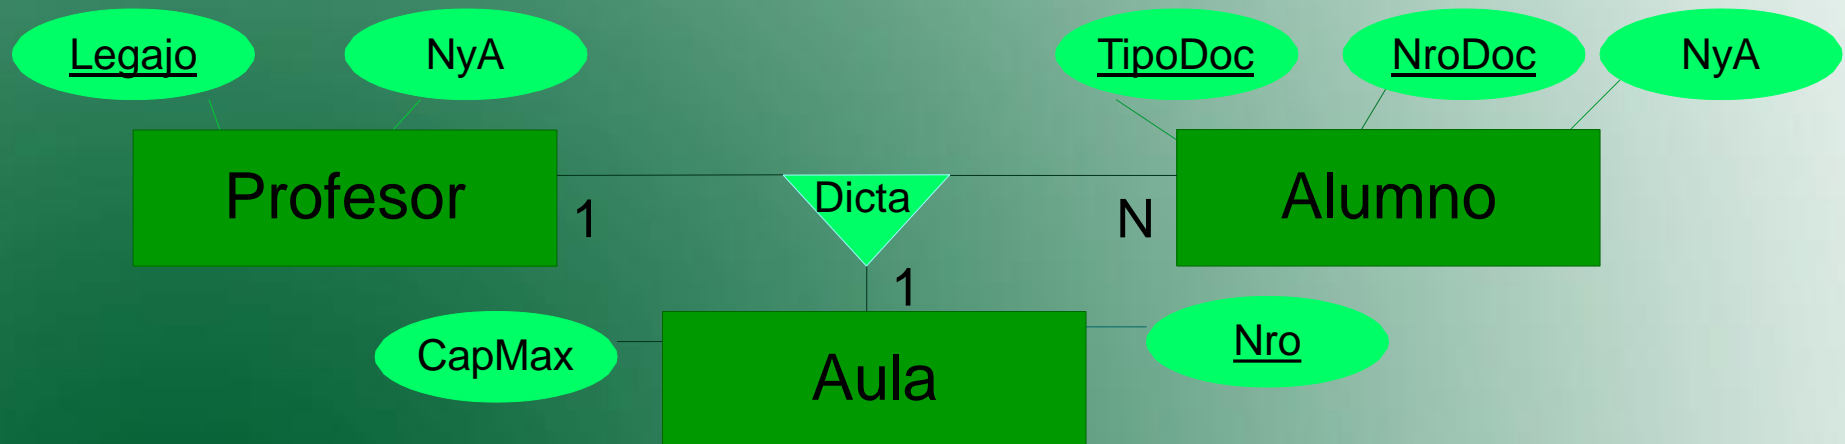 Legajo
NyA
TipoDoc
NroDoc
NyA
Profesor
1
Dicta
N
Alumno
1
CapMax
Aula
Nro